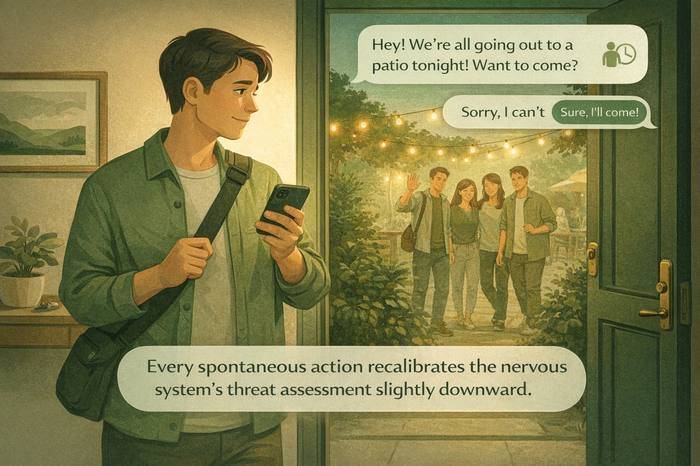 Hey! We're all going out to a
patio tonight! Want to come?
Sorry, I can't Sure, I'll come!
Every spontaneous action recalibrates the nervous
system's threat assessment slightly downward.